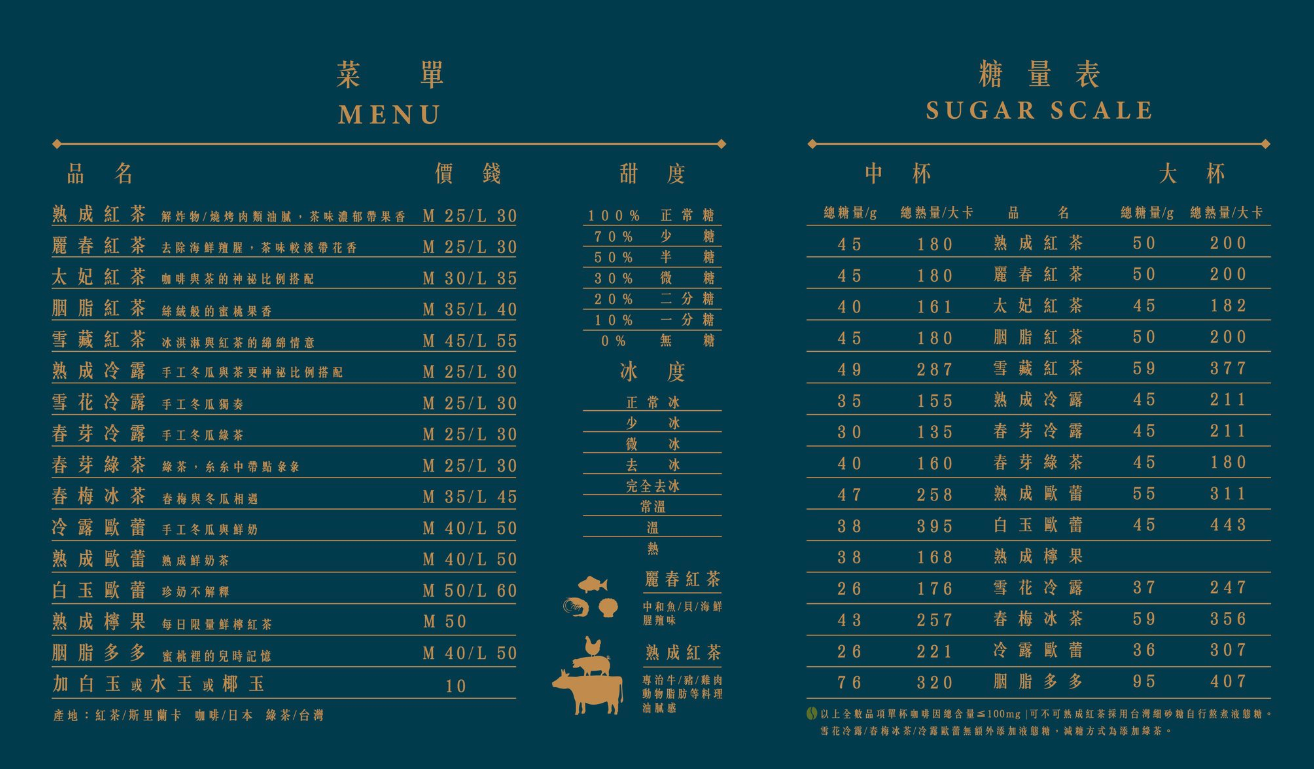 菜單
MENU
品名 價錢
熟成紅茶 解炸物/燒烤肉類油膩，茶味濃郁帶果香 M 25/L 30
麗春紅茶 去除海鮮羶腥，茶味較淡帶花香 M 25/L 30
太妃紅茶 咖啡與茶的神祕比例搭配 M 30/L 35
胭脂紅茶 絲絨般的蜜桃果香 M 35/L 40
雪藏紅茶 冰淇淋與紅茶的綿綿情意 M 45/L 55
熟成冷露 手工冬瓜與茶更神祕比例搭配 M 25/L 30
雪花冷露 手工冬瓜獨奏 M 25/L 30
春芽冷露 手工冬瓜綠茶 M 25/L 30
春芽綠茶 綠茶，糸糸中帶點彖彖 M 25/L 30
春梅冰茶 春梅與冬瓜相遇 M 35/L 45
冷露歐蕾 手工冬瓜與鮮奶 M 40/L 50
熟成歐蕾 熟成鮮奶茶 M 40/L 50
白玉歐蕾 珍奶不解釋 M 50/L 60
熟成檸果 每日限量鮮檸紅茶 M 50
胭脂多多 蜜桃裡的兒時記憶 M 40/L 50
加白玉或水玉或椰玉 10
產地：紅茶/斯里蘭卡 咖啡/日本 綠茶/台灣
甜度
100% 正常糖
70% 少糖
50% 半糖
30% 微糖
20% 二分糖
10% 一分糖
0% 無糖
冰度
正常冰
少冰
微冰
去冰
完全去冰
常溫
溫
熱
麗春紅茶
中和魚/貝/海鮮
腥羶味
熟成紅茶
專治牛/豬/雞肉
動物脂肪等料理
油膩感
糖量表
SUGAR SCALE
中杯 大杯
總糖量/g 總熱量/大卡 品名 總糖量/g 總熱量/大卡
45 180 熟成紅茶 50 200
45 180 麗春紅茶 50 200
40 161 太妃紅茶 45 182
45 180 胭脂紅茶 50 200
49 287 雪藏紅茶 59 377
35 155 熟成冷露 45 211
30 135 春芽冷露 45 211
40 160 春芽綠茶 45 180
47 258 熟成歐蕾 55 311
38 395 白玉歐蕾 45 443
38 168 熟成檸果
26 176 雪花冷露 37 247
43 257 春梅冰茶 59 356
26 221 冷露歐蕾 36 307
76 320 胭脂多多 95 407
以上全數品項單杯咖啡因總含量≦100mg |可不可熟成紅茶採用台灣細砂糖自行熬煮液態糖。
雪花冷露/春梅冰茶/冷露歐蕾無額外添加液態糖，減糖方式為添加綠茶。